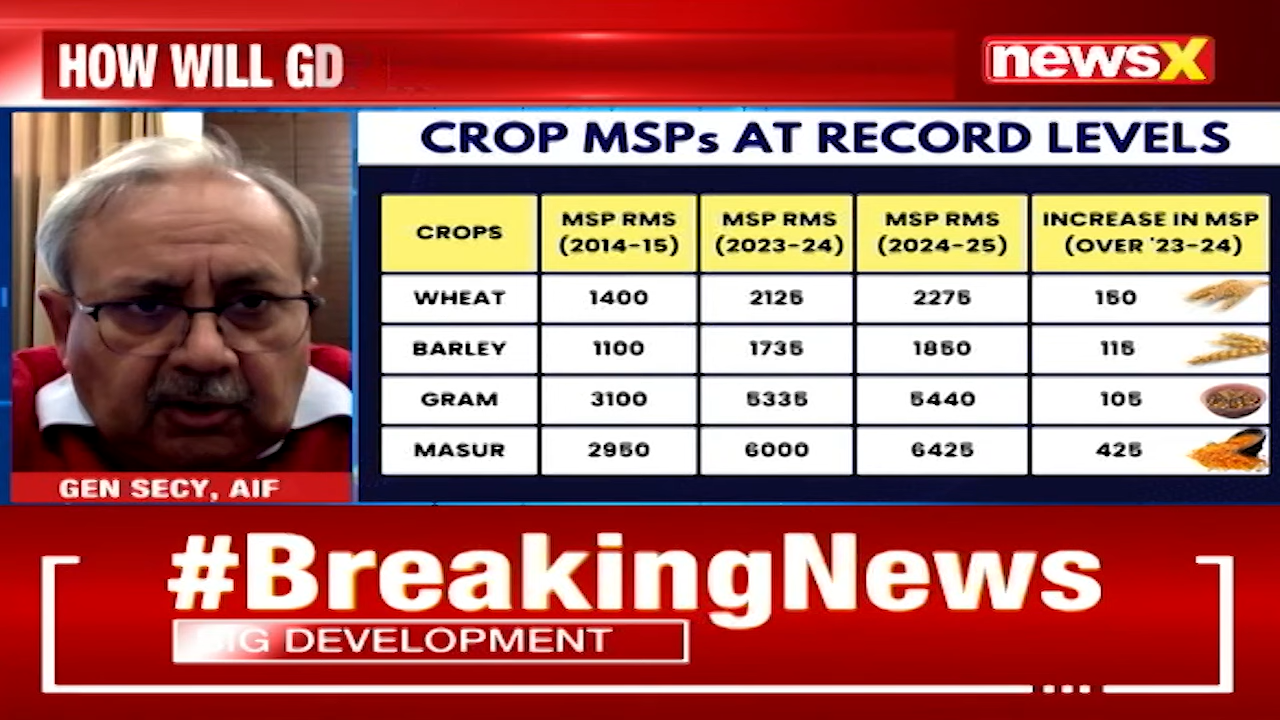 HOW WILL GD
newsX
CROP MSPs AT RECORD LEVELS
CROPS MSP RMS (2014-15) MSP RMS (2023-24) MSP RMS (2024-25) INCREASE IN MSP (OVER '23-24)
WHEAT 1400 2125 2275 150
BARLEY 1100 1735 1850 115
GRAM 3100 5335 5440 105
MASUR 2950 6000 6425 425
GEN SECY, AIF
#BreakingNews
BIG DEVELOPMENT